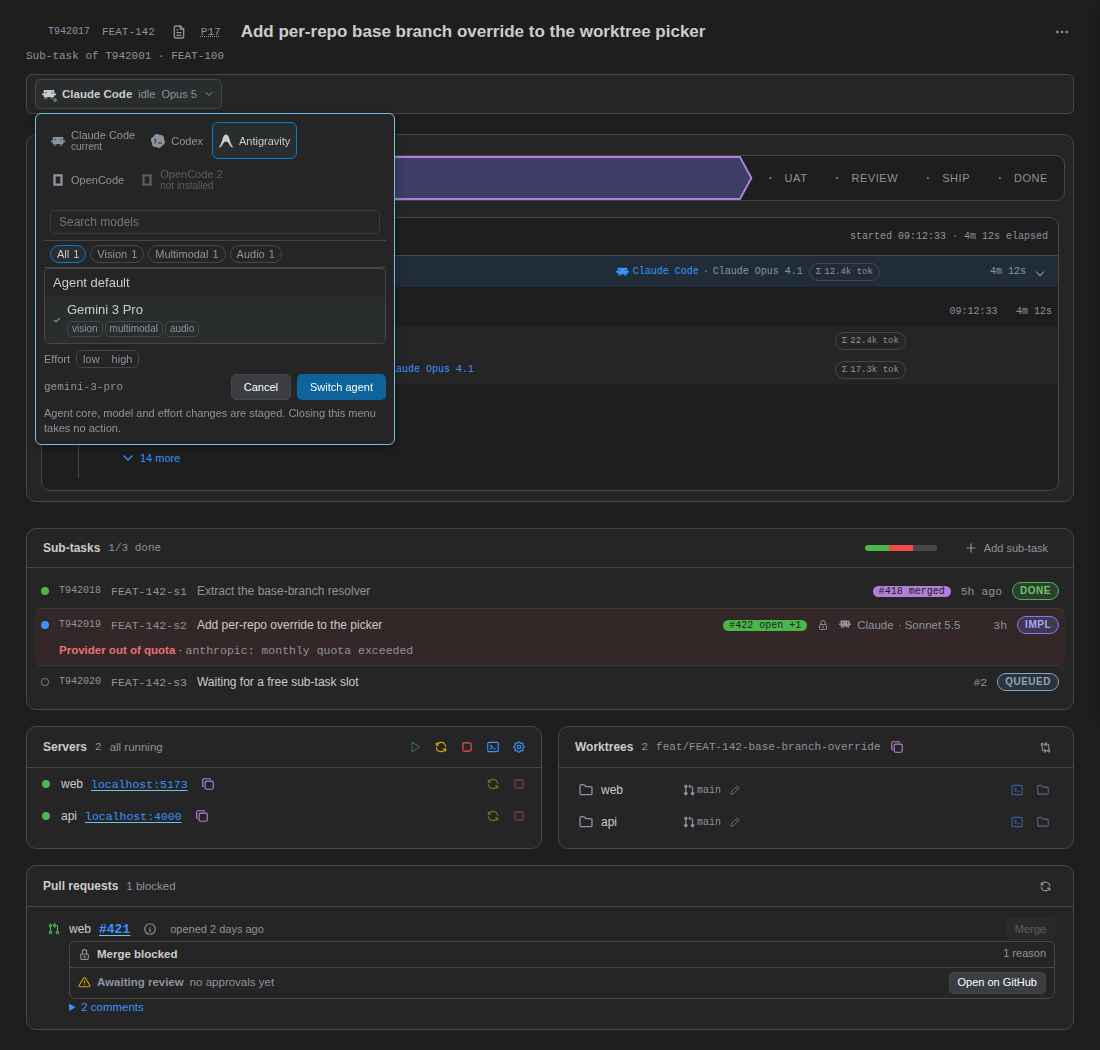 T942017 FEAT-142 P17 Add per-repo base branch override to the worktree picker
Sub-task of T942001 · FEAT-100
Claude Code idle Opus 5
Claude Code
current
Codex
Antigravity
OpenCode
OpenCode 2
not installed
Search models
All 1 Vision 1 Multimodal 1 Audio 1
Agent default
Gemini 3 Pro
vision multimodal audio
Effort low high
gemini-3-pro Cancel Switch agent
Agent core, model and effort changes are staged. Closing this menu
takes no action.
UAT REVIEW SHIP DONE
started 09:12:33 · 4m 12s elapsed
Claude Code · Claude Opus 4.1 Σ 12.4k tok 4m 12s
09:12:33 4m 12s
Σ 22.4k tok
aude Opus 4.1 Σ 17.3k tok
14 more
Sub-tasks 1/3 done Add sub-task
T942018 FEAT-142-s1 Extract the base-branch resolver #418 merged 5h ago DONE
T942019 FEAT-142-s2 Add per-repo override to the picker #422 open +1 Claude · Sonnet 5.5 3h IMPL
Provider out of quota · anthropic: monthly quota exceeded
T942020 FEAT-142-s3 Waiting for a free sub-task slot #2 QUEUED
Servers 2 all running
web localhost:5173
api localhost:4000
Worktrees 2 feat/FEAT-142-base-branch-override
web main
api main
Pull requests 1 blocked
web #421 opened 2 days ago Merge
Merge blocked 1 reason
Awaiting review no approvals yet Open on GitHub
2 comments